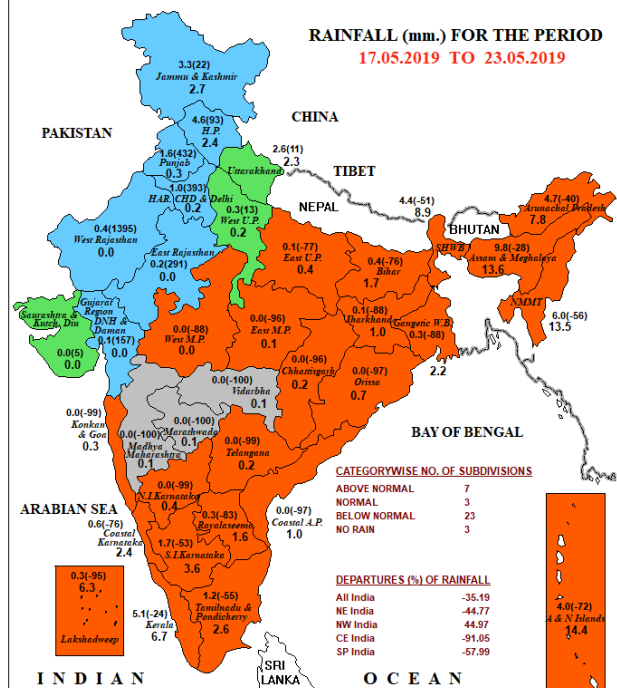 RAINFALL (mm.) FOR THE PERIOD
17.05.2019 TO 23.05.2019
3.3(22)
Jammu & Kashmir
2.7
CHINA
4.6(93)
H.P.
2.4
PAKISTAN
1.6(432)
Punjab
0.3
2.6(11)
2.3
Uttarakhand
TIBET
1.0(393)
HAR. CHD & Delhi
0.2
NEPAL
4.4(-51)
8.9
4.7(-40)
Arunachal Pradesh
7.8
0.3(13)
West U.P.
0.2
0.4(1395)
West Rajasthan
0.0
BHUTAN
SHWB
9.8(-28)
Assam & Meghalaya
13.6
East Rajasthan
0.2(291)
0.0
0.1(-77)
East U.P.
0.4
0.4(-76)
Bihar
1.7
NMMT
6.0(-56)
13.5
Saurashtra &
Kutch, Diu
0.0(5)
0.0
Gujarat
Region
DNH &
Daman
0.1(157)
0.0
0.0(-88)
West M.P.
0.0
0.0(-96)
East M.P.
0.1
0.1(-88)
Jharkhand
1.0
Gangetic W.B.
0.3(-88)
2.2
0.0(-96)
Chhattisgarh
0.2
0.0(-97)
Orissa
0.7
0.0(-100)
Vidarbha
0.1
0.0(-99)
Konkan
& Goa
0.3
0.0(-100)
Madhya
Maharashtra
0.1
0.0(-100)
Marathwada
0.1
0.0(-99)
Telangana
0.2
BAY OF BENGAL
CATEGORYWISE NO. OF SUBDIVISIONS
ABOVE NORMAL 7
NORMAL 3
BELOW NORMAL 23
NO RAIN 3
ARABIAN SEA
0.0(-99)
N.I.Karnataka
0.4
0.6(-76)
Coastal
Karnataka
2.4
0.3(-83)
Rayalaseema
1.6
0.0(-97)
Coastal A.P.
1.0
1.7(-53)
S.I.Karnataka
3.6
0.3(-95)
6.3
Lakshadweep
1.2(-55)
Tamilnadu &
Pondicherry
2.6
5.1(-24)
Kerala
6.7
DEPARTURES (%) OF RAINFALL
All India -35.19
NE India -44.77
NW India 44.97
CE India -91.05
SP India -57.99
4.0(-72)
A & N Islands
14.4
SRI
LANKA
INDIAN OCEAN